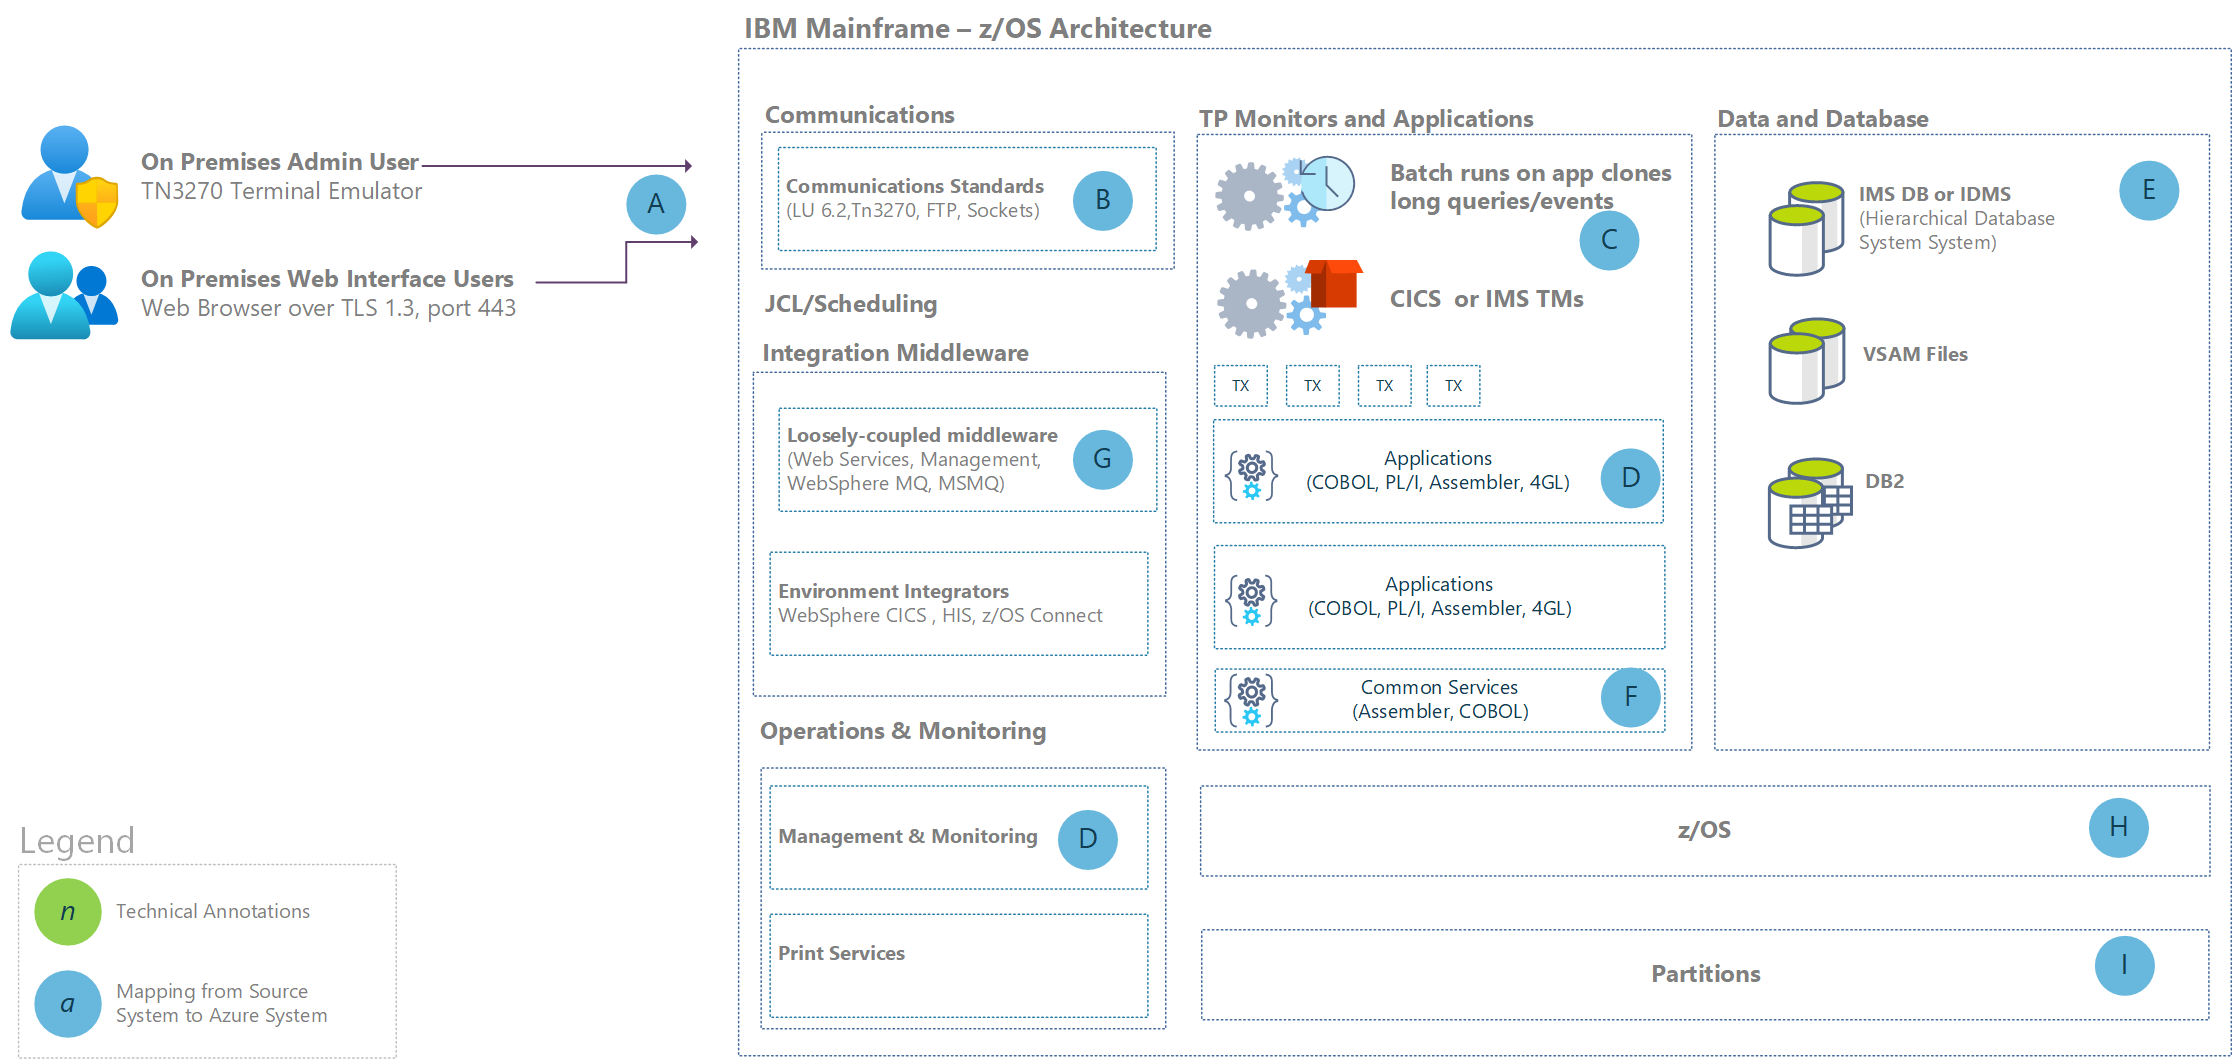 IBM Mainframe – z/OS Architecture
On Premises Admin User
TN3270 Terminal Emulator
A
On Premises Web Interface Users
Web Browser over TLS 1.3, port 443
Communications
Communications Standards
(LU 6.2,Tn3270, FTP, Sockets)
B
JCL/Scheduling
Integration Middleware
Loosely-coupled middleware
(Web Services, Management,
WebSphere MQ, MSMQ)
G
Environment Integrators
WebSphere CICS , HIS, z/OS Connect
Operations & Monitoring
Management & Monitoring
D
Print Services
TP Monitors and Applications
Batch runs on app clones
long queries/events
C
CICS  or IMS TMs
TX
TX
TX
TX
Applications
(COBOL, PL/I, Assembler, 4GL)
D
Applications
(COBOL, PL/I, Assembler, 4GL)
Common Services
(Assembler, COBOL)
F
Data and Database
IMS DB or IDMS
(Hierarchical Database
System System)
E
VSAM Files
DB2
z/OS
H
Partitions
I
Legend
n
Technical Annotations
a
Mapping from Source
System to Azure System